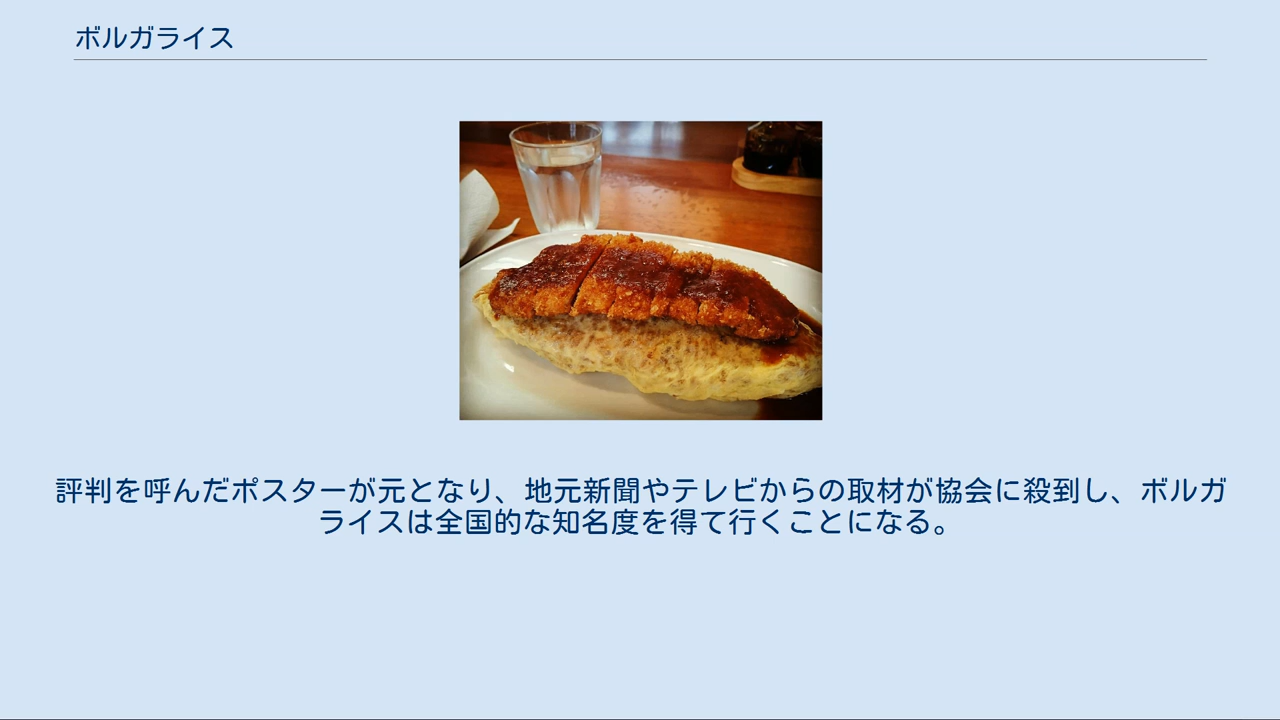 ボルガライス
評判を呼んだポスターが元となり、地元新聞やテレビからの取材が協会に殺到し、ボルガ
ライスは全国的な知名度を得て行くことになる。